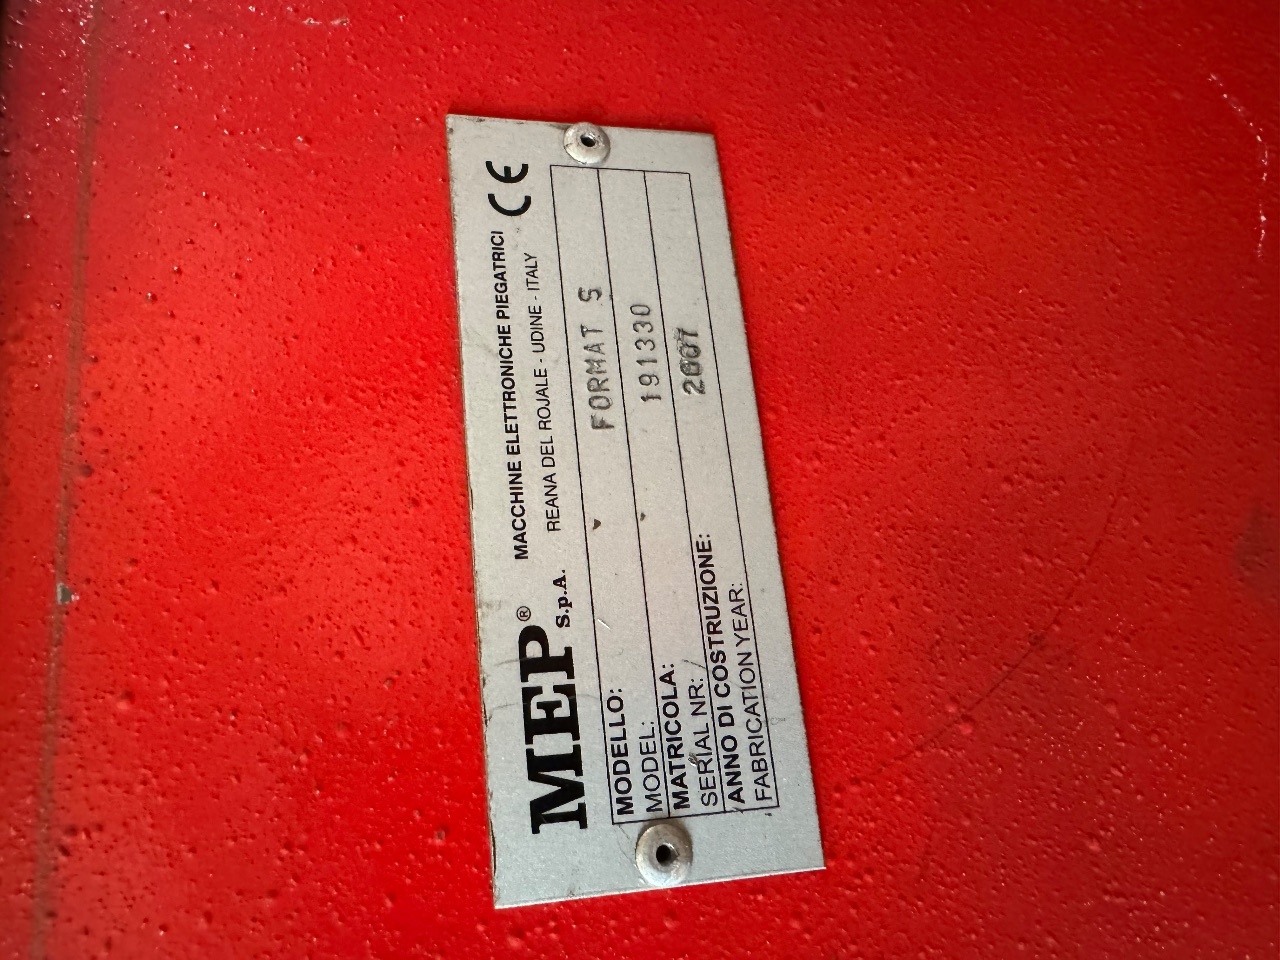 MEP® S.p.A.
MACCHINE ELETTRONICHE PIEGATRICI
REANA DEL ROJALE - UDINE - ITALY
CE
MODELLO: FORMAT S
MODEL:
MATRICOLA: 191330
SERIAL NR:
ANNO DI COSTRUZIONE: 2007
FABRICATION YEAR: